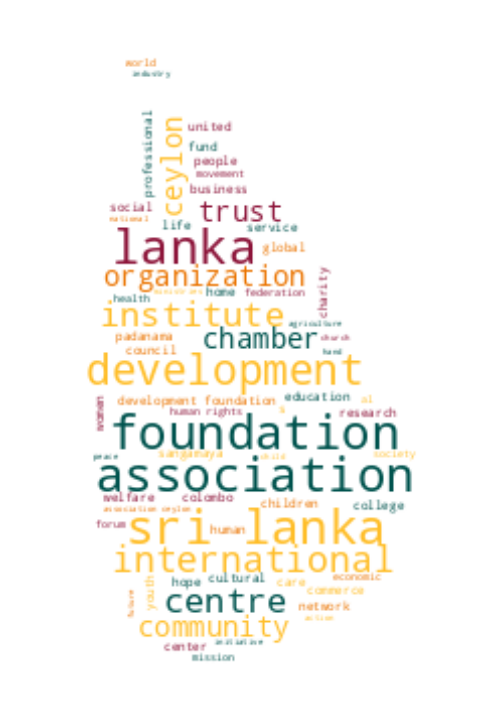 world
industry
professional
ceylon
united
fund
people
movement
business
social
trust
national
life
service
lanka
global
organization
home federation
health
charity
institute
agriculture
chamber
church
padanama
council
hand
development
women
development foundation
education
al
human rights
s
research
foundation
peace
sangamaya
child
society
association
welfare
colombo
association ceylon
children
college
forum
sri lanka
human
international
hope
cultural
care
economic
youth
commerce
future
centre
network
action
community
center
initiative
mission